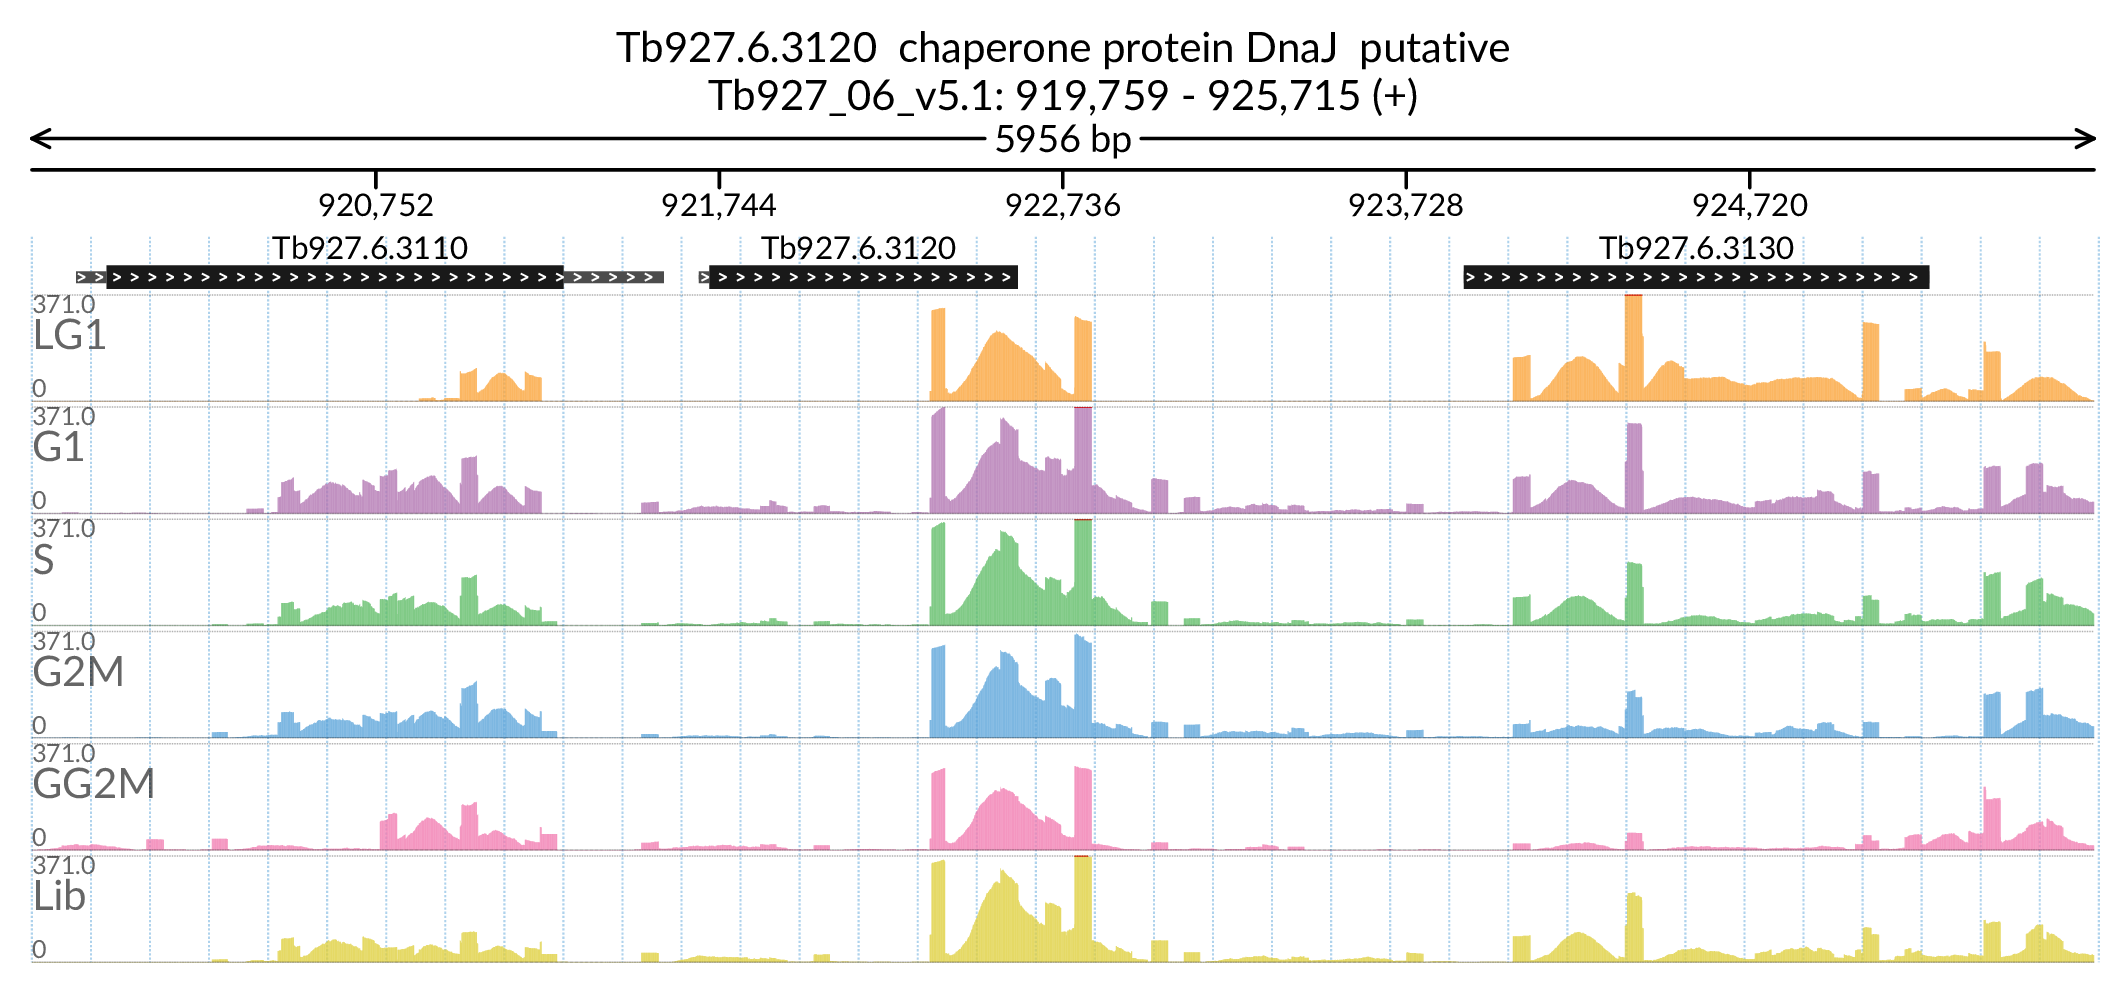 Tb927.6.3120  chaperone protein DnaJ  putative
Tb927_06_v5.1: 919,759 - 925,715 (+)
5956 bp
920,752 921,744 922,736 923,728 924,720
Tb927.6.3110 Tb927.6.3120 Tb927.6.3130
371.0
LG1
0
371.0
G1
0
371.0
S
0
371.0
G2M
0
371.0
GG2M
0
371.0
Lib
0